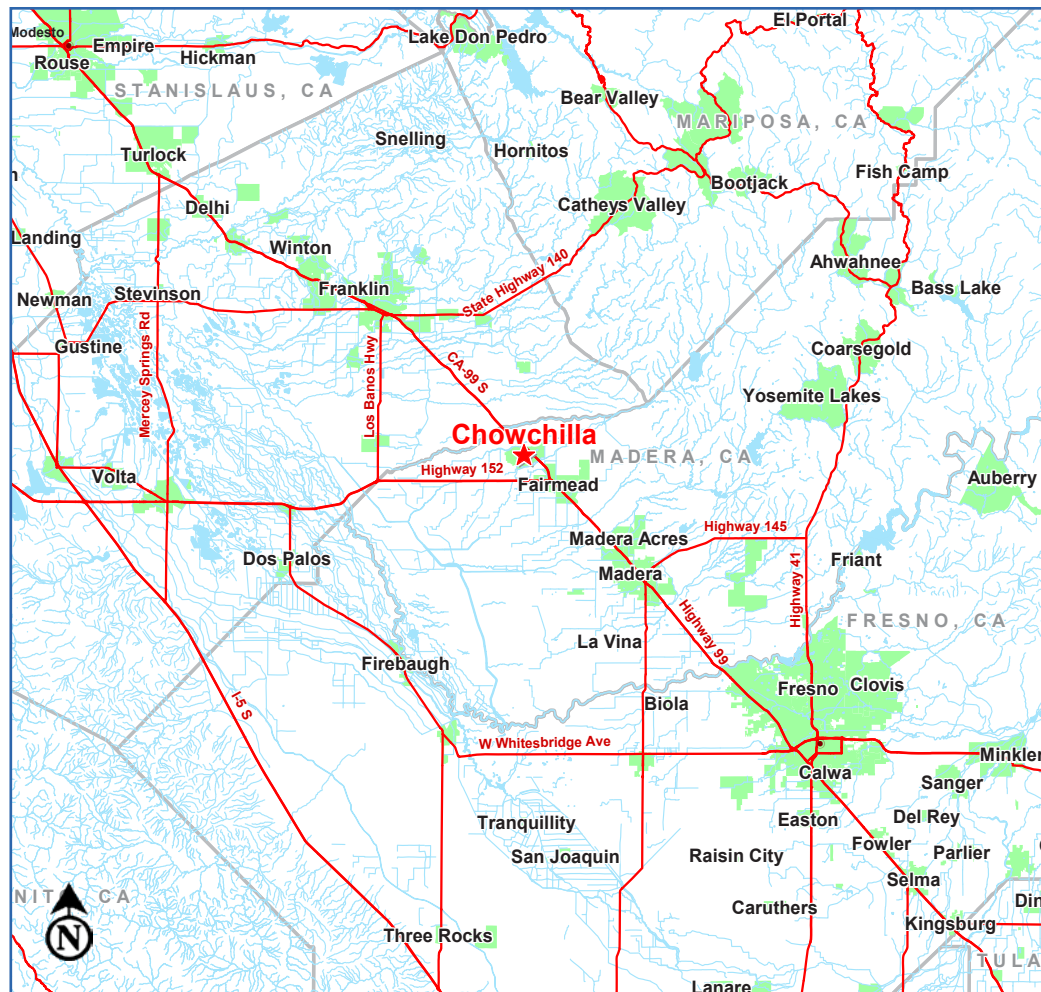 El Portal
Modesto
Empire
Lake Don Pedro
Hickman
Rouse
STANISLAUS, CA
Bear Valley
MARIPOSA, CA
Snelling
Hornitos
Turlock
Fish Camp
Bootjack
Catheys Valley
Delhi
Landing
Winton
Ahwahnee
State Highway 140
Franklin
Bass Lake
Newman
Stevinson
Gustine
Coarsegold
CA-99 S
Mercey Springs Rd
Los Banos Hwy
Yosemite Lakes
Chowchilla
MADERA, CA
Highway 152
Volta
Fairmead
Auberry
Highway 145
Madera Acres
Dos Palos
Friant
Madera
Highway 41
FRESNO, CA
Highway 99
La Vina
Firebaugh
Fresno
Clovis
I-5 S
Biola
W Whitesbridge Ave
Minkler
Calwa
Sanger
Tranquillity
Easton
Del Rey
Fowler
San Joaquin
Raisin City
Parlier
Selma
NITO, CA
Caruthers
Din
Kingsburg
N
Three Rocks
TULA
Lanare